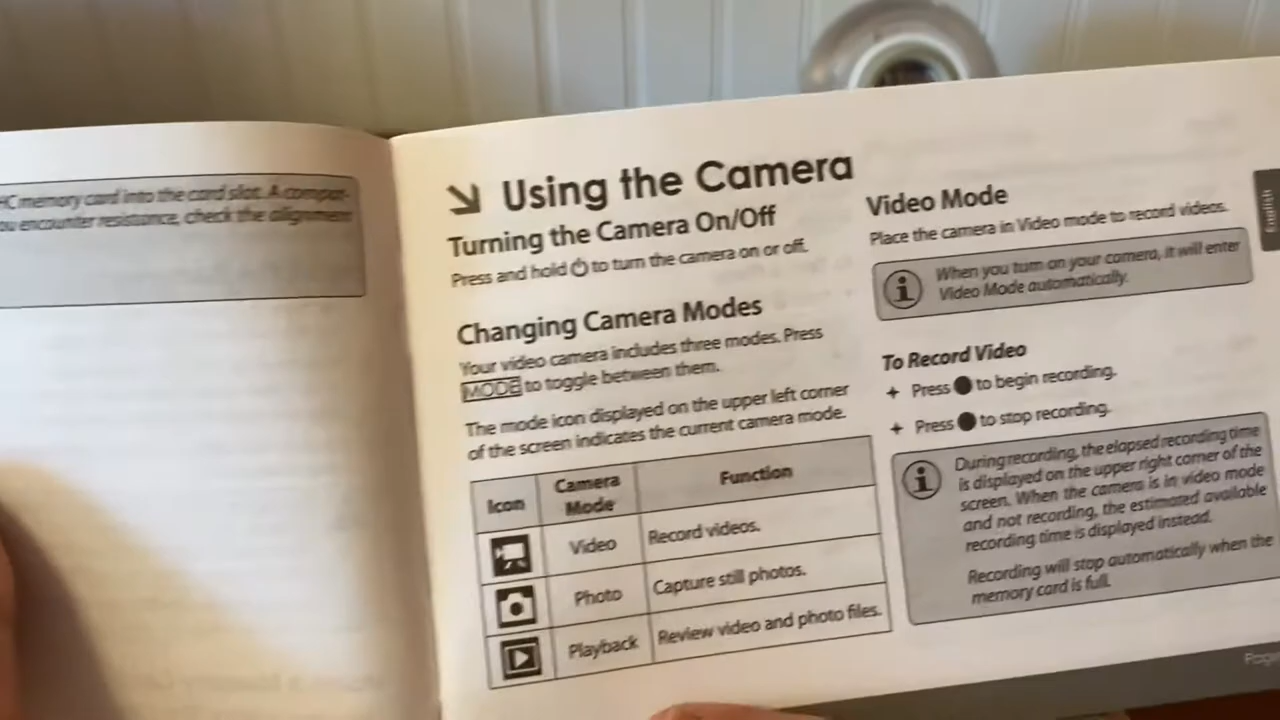 HC memory card into the card slot. A compat-
ou encounter resistance, check the alignment
Using the Camera
Turning the Camera On/Off
Press and hold to turn the camera on or off.
Changing Camera Modes
Your video camera includes three modes. Press
MODE to toggle between them.
The mode icon displayed on the upper left corner
of the screen indicates the current camera mode.
Icon Camera Mode Function
Video Record videos.
Photo Capture still photos.
Playback Review video and photo files.
Video Mode
Place the camera in Video mode to record videos.
When you turn on your camera, it will enter
Video Mode automatically.
To Record Video
+ Press ● to begin recording.
+ Press ● to stop recording.
During recording, the elapsed recording time
is displayed on the upper right corner of the
screen. When the camera is in video mode
and not recording, the estimated available
recording time is displayed instead.
Recording will stop automatically when the
memory card is full.
English
Page